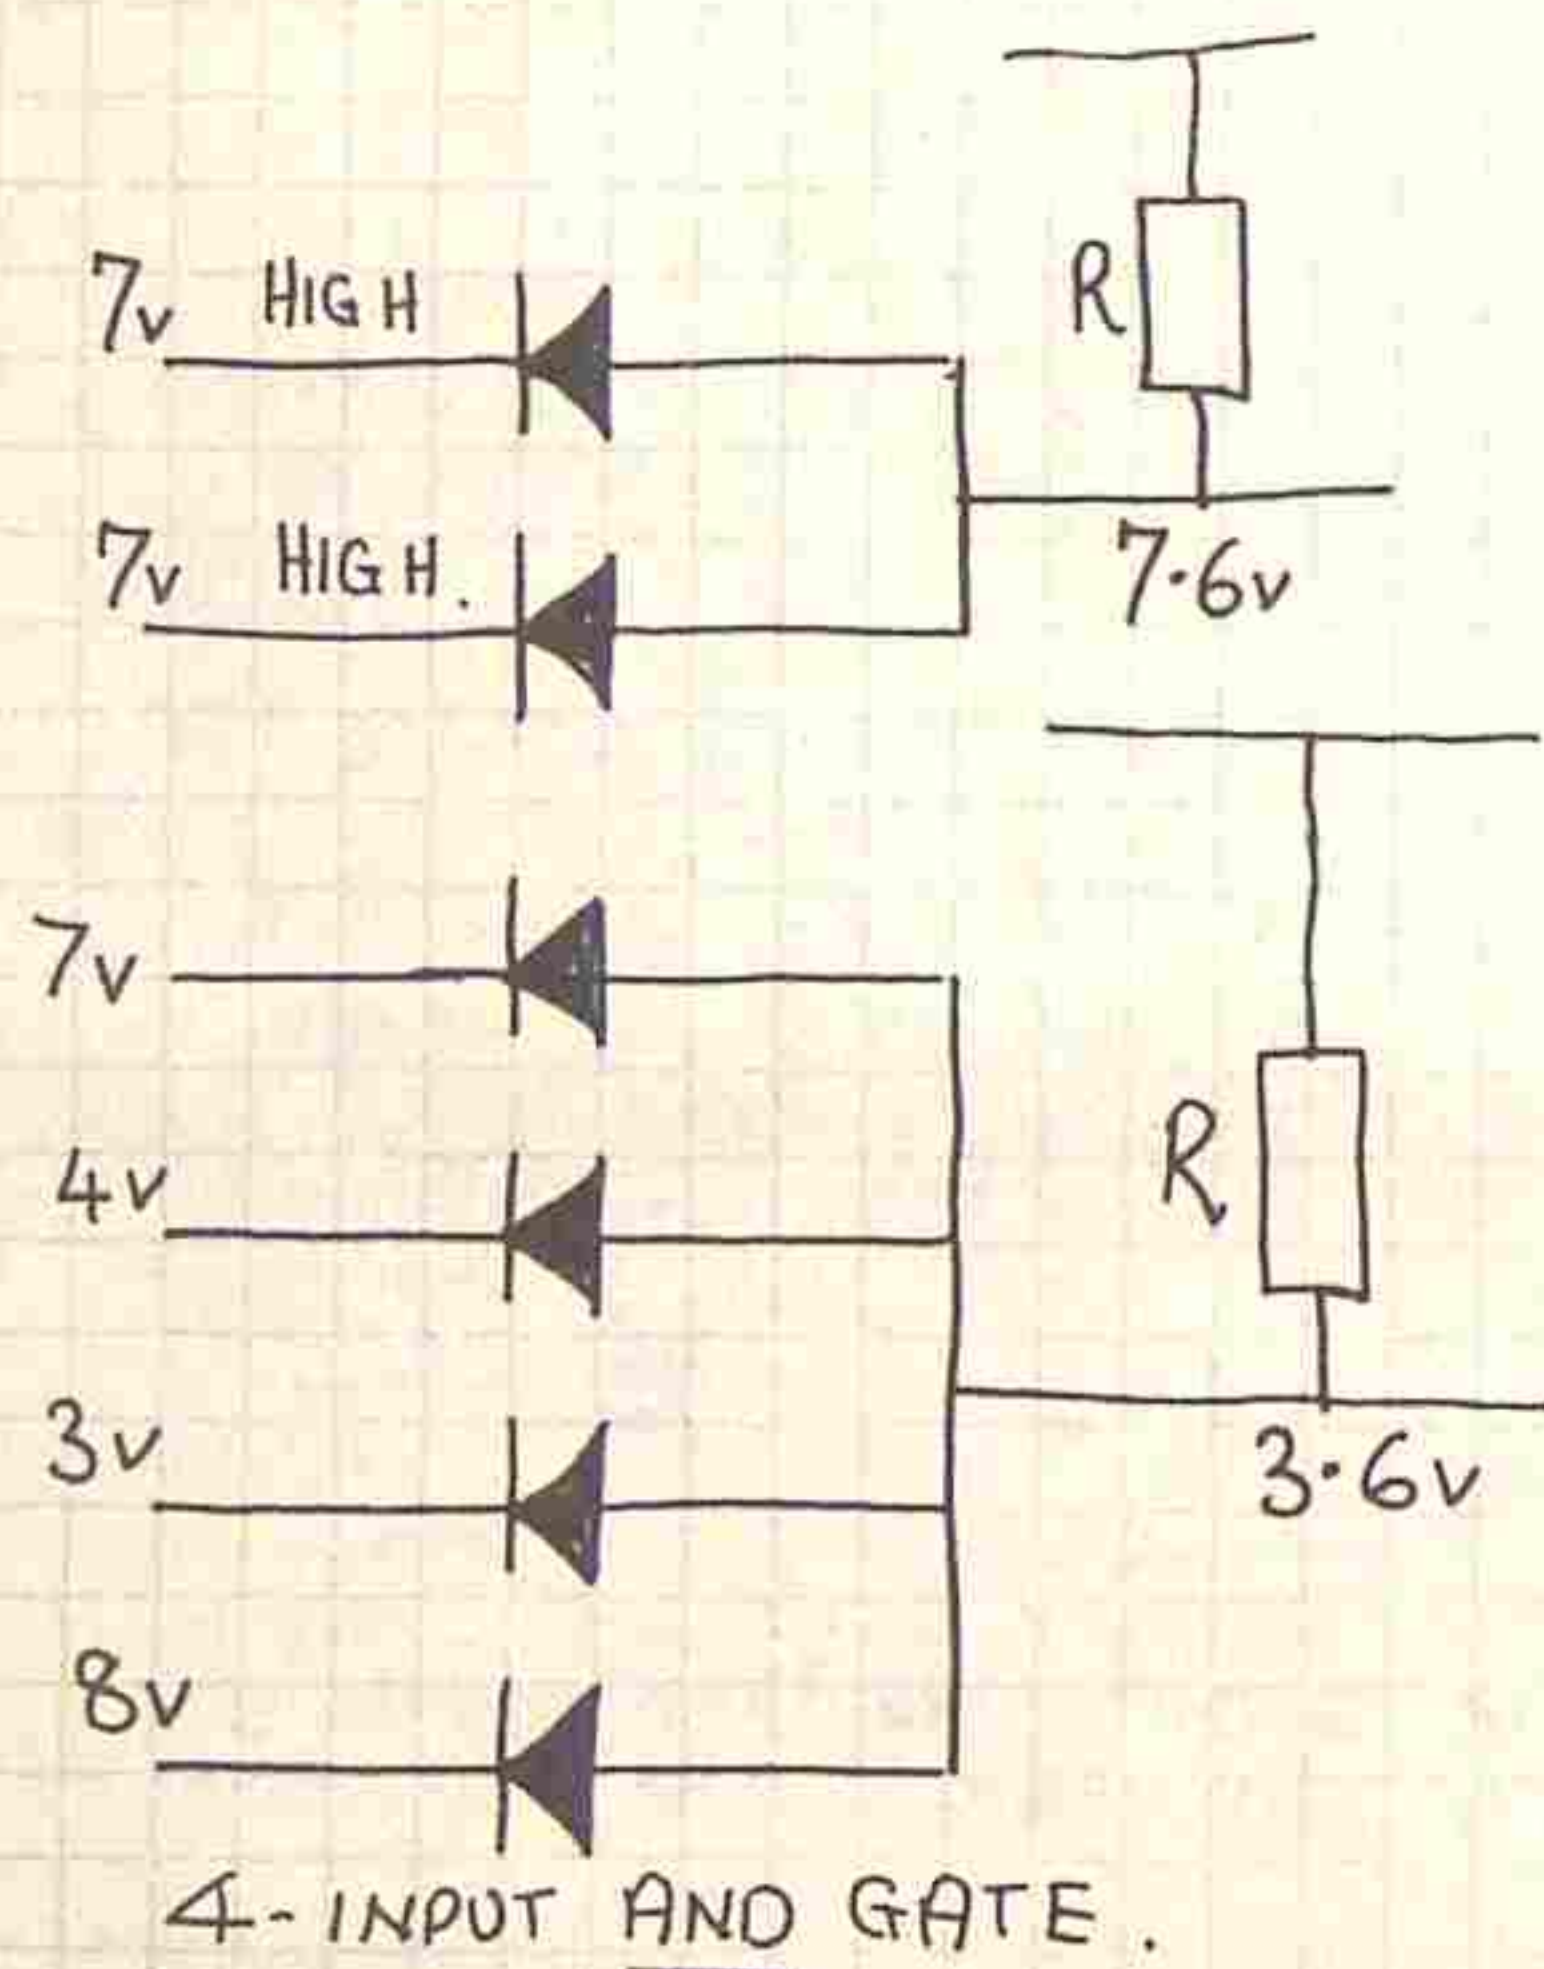 7v HIGH
R
7v HIGH.
7.6v
7v
4v
R
3v
3.6v
8v
4-INPUT AND GATE.